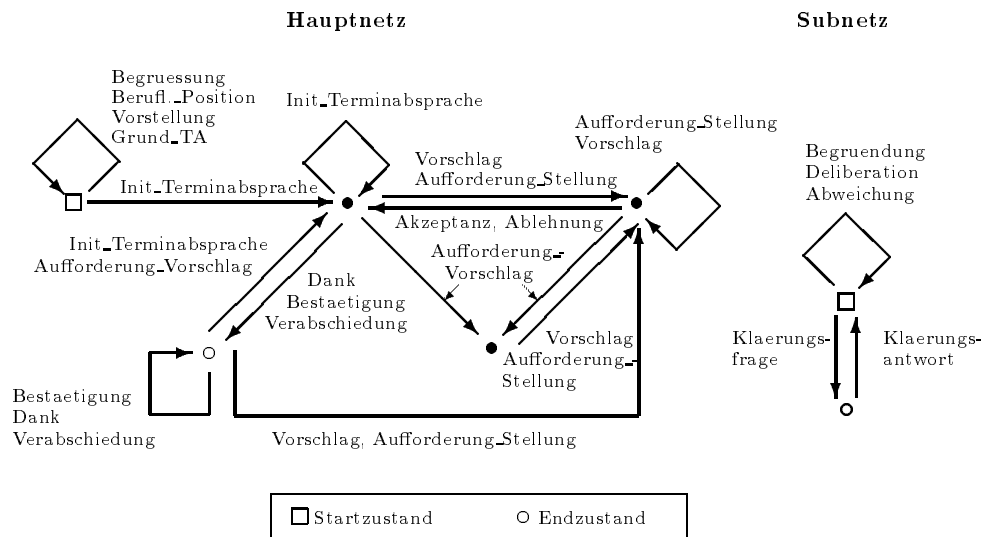 Hauptnetz
Subnetz
Begruessung
Berufl._Position
Vorstellung
Grund_TA
Init_Terminabsprache
Aufforderung_Stellung
Vorschlag
Init_Terminabsprache
Vorschlag
Aufforderung_Stellung
Akzeptanz, Ablehnung
Begruendung
Deliberation
Abweichung
Init_Terminabsprache
Aufforderung_Vorschlag
Aufforderung_-
Vorschlag
Dank
Bestaetigung
Verabschiedung
Vorschlag
Aufforderung_-
Stellung
Klaerungs-
frage
Klaerungs-
antwort
Bestaetigung
Dank
Verabschiedung
Vorschlag, Aufforderung_Stellung
Startzustand
Endzustand